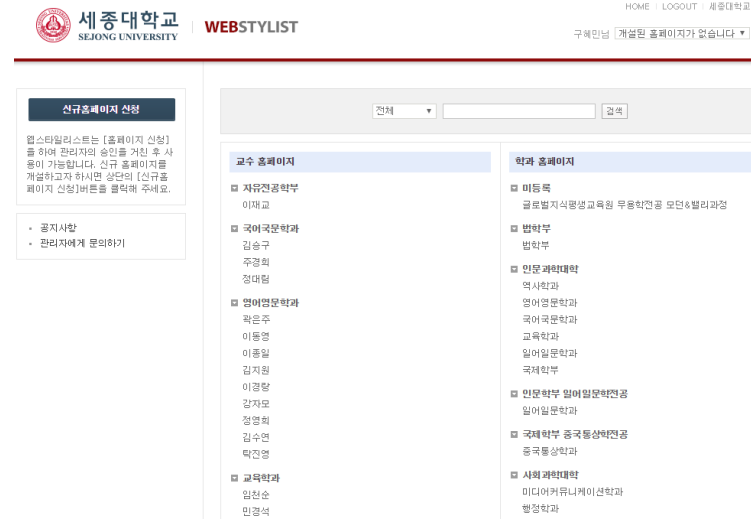 HOME | LOGOUT | 세종대학교
세종대학교
SEJONG UNIVERSITY
WEBSTYLIST
구혜민님 개설된 홈페이지가 없습니다
신규홈페이지 신청
웹스타일리스트는 [홈페이지 신청]
을 하여 관리자의 승인를 거친 후 사
용이 가능합니다. 신규 홈페이지를
개설하고자 하시면 상단의 [신규홈
페이지 신청]버튼을 클릭해 주세요.
공지사항
관리자에게 문의하기
전체
검색
교수 홈페이지
자유전공학부
이재교
국어국문학과
김승구
주경희
정대림
영어영문학과
곽은주
이동영
이종일
김지원
이경랑
강자모
정영희
김수연
탁진영
교육학과
임천순
민경석
학과 홈페이지
미등록
글로벌지식평생교육원 무용학전공 모던&밸리과정
법학부
법학부
인문과학대학
역사학과
영어영문학과
국어국문학과
교육학과
일어일문학과
국제학부
인문학부 일어일문학전공
일어일문학과
국제학부 중국통상학전공
중국통상학과
사회과학대학
미디어커뮤니케이션학과
행정학과